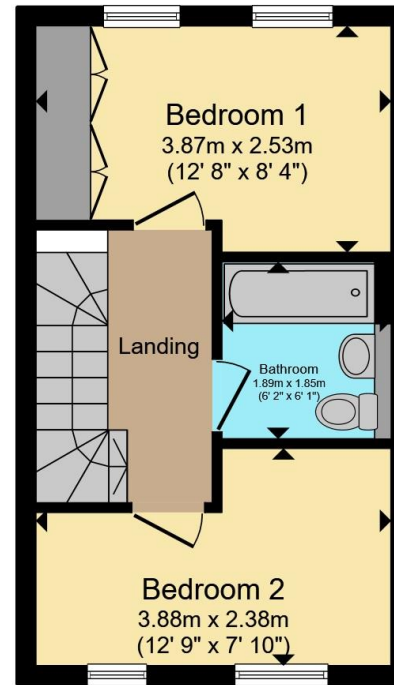 Bedroom 1
3.87m x 2.53m
(12' 8" x 8' 4")
Landing
Bathroom
1.89m x 1.85m
(6' 2" x 6' 1")
Bedroom 2
3.88m x 2.38m
(12' 9" x 7' 10")